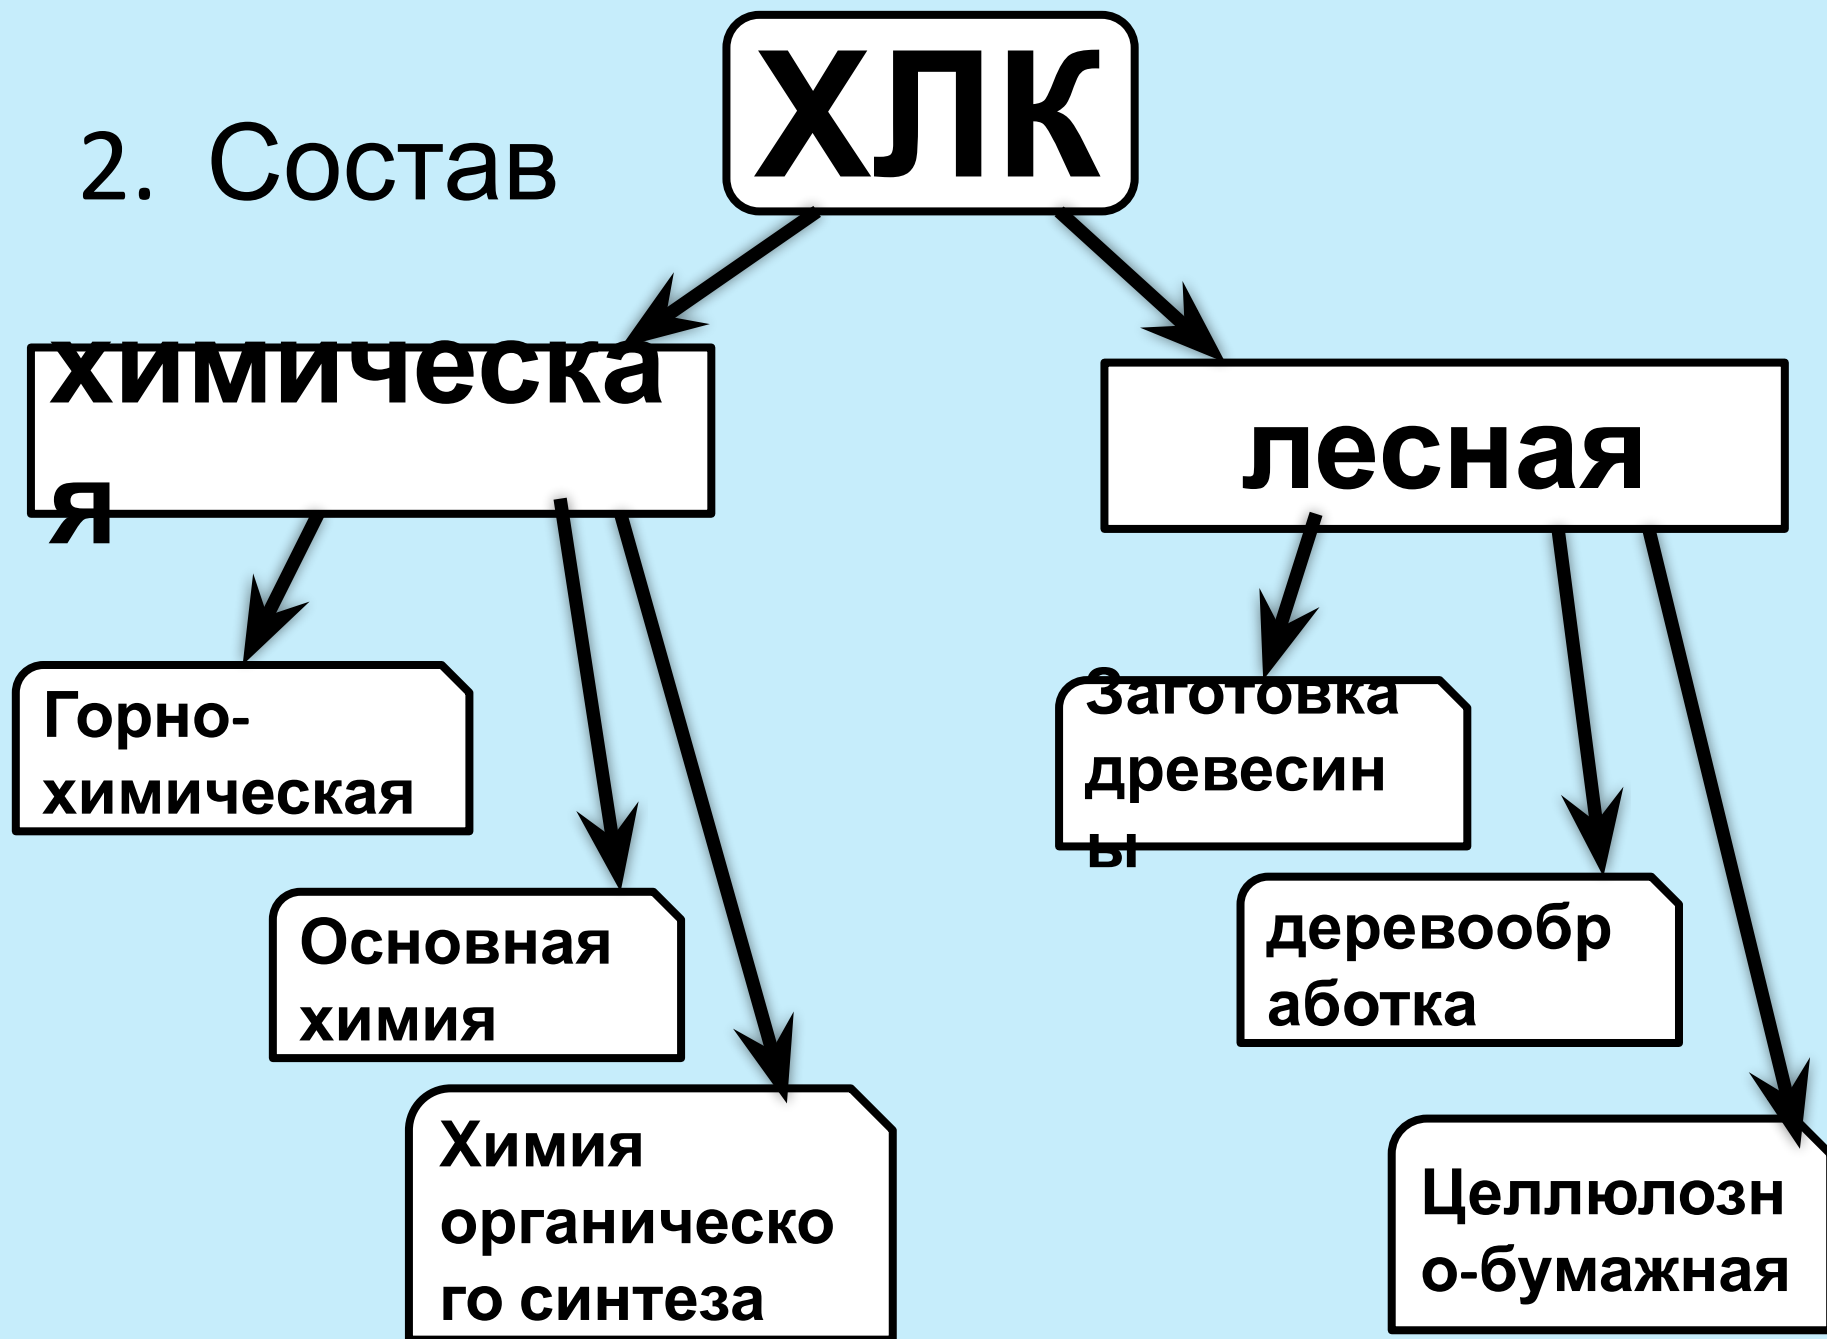 ХЛК
2. Состав
химическа
я
лесная
Горно-
химическая
Заготовка
древесин
ы
Основная
химия
деревообр
аботка
Химия
органическо
го синтеза
Целлюлозн
о-бумажная